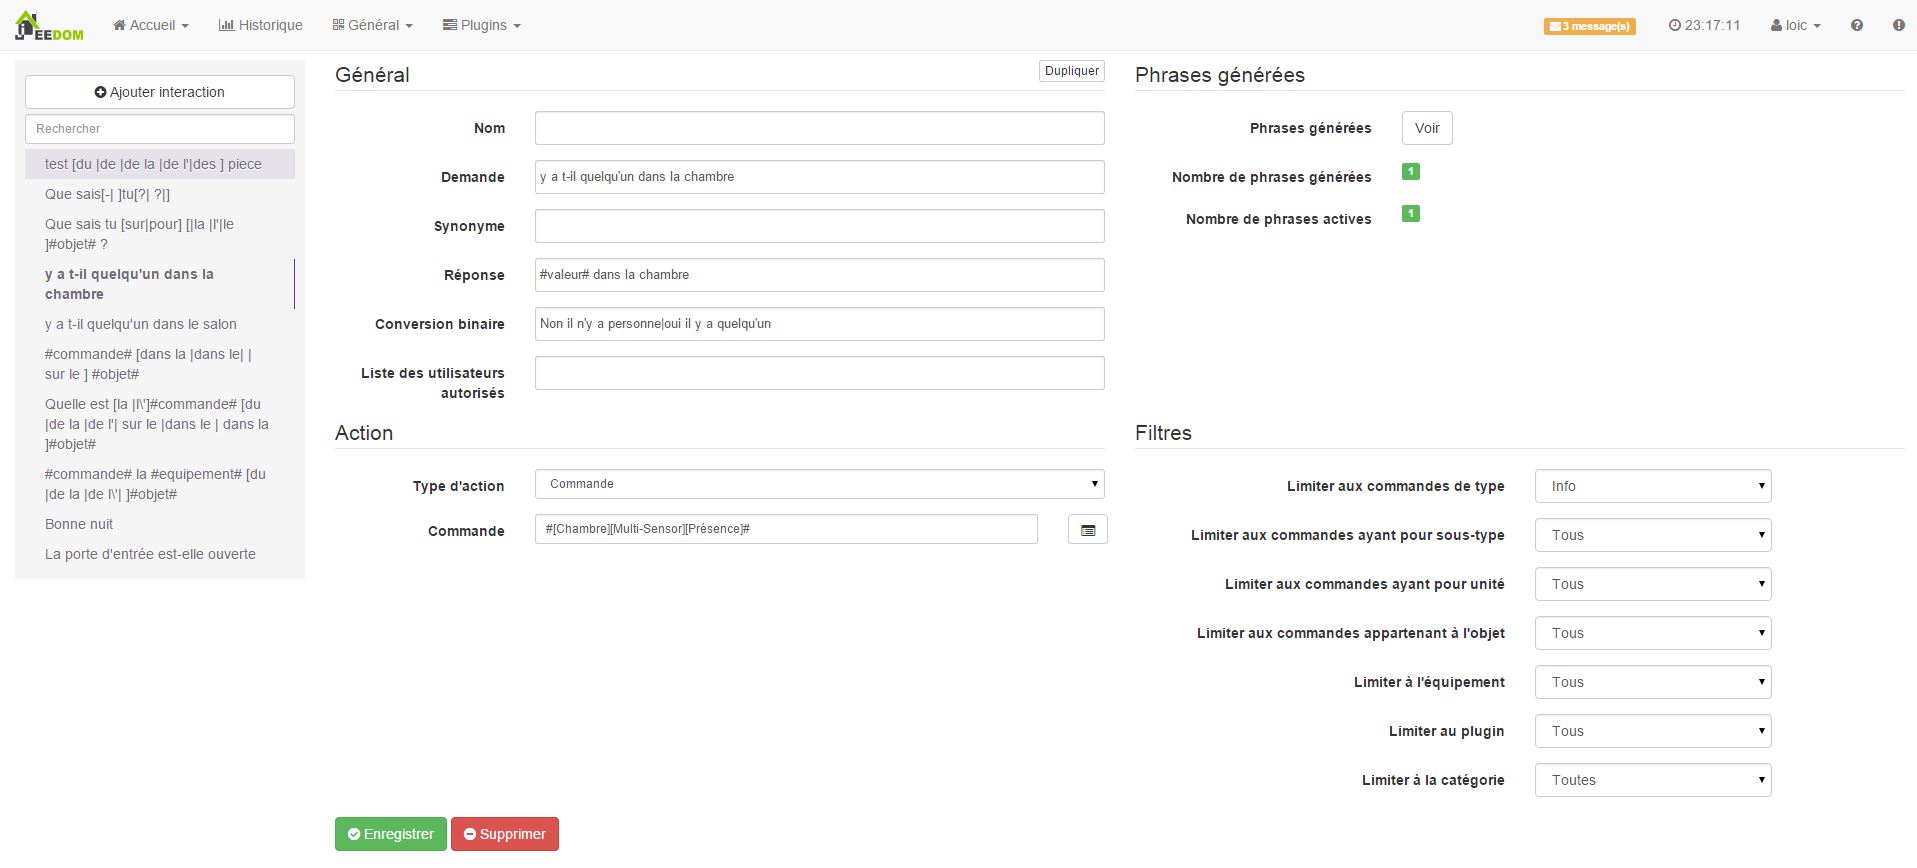 JEEDOM
Accueil
Historique
Général
Plugins
3 message(s)
23:17:11
loic
Ajouter interaction
Rechercher
test [du |de |de la |de l'|des ] piece
Que sais[-| ]tu[?| ?|]
Que sais tu [sur|pour] [|la |l'|le
]#objet# ?
y a t-il quelqu'un dans la
chambre
y a t-il quelqu'un dans le salon
#commande# [dans la |dans le| |
sur le ] #objet#
Quelle est [la |l\']#commande# [du
|de la |de l'| sur le |dans le | dans la
]#objet#
#commande# la #equipement# [du
|de la |de l\'| ]#objet#
Bonne nuit
La porte d'entrée est-elle ouverte
Général
Dupliquer
Nom
Demande
y a t-il quelqu'un dans la chambre
Synonyme
Réponse
#valeur# dans la chambre
Conversion binaire
Non il n'y a personne|oui il y a quelqu'un
Liste des utilisateurs
autorisés
Phrases générées
Phrases générées
Voir
Nombre de phrases générées
1
Nombre de phrases actives
1
Action
Type d'action
Commande
Commande
#[Chambre][Multi-Sensor][Présence]#
Filtres
Limiter aux commandes de type
Info
Limiter aux commandes ayant pour sous-type
Tous
Limiter aux commandes ayant pour unité
Tous
Limiter aux commandes appartenant à l'objet
Tous
Limiter à l'équipement
Tous
Limiter au plugin
Tous
Limiter à la catégorie
Toutes
Enregistrer
Supprimer